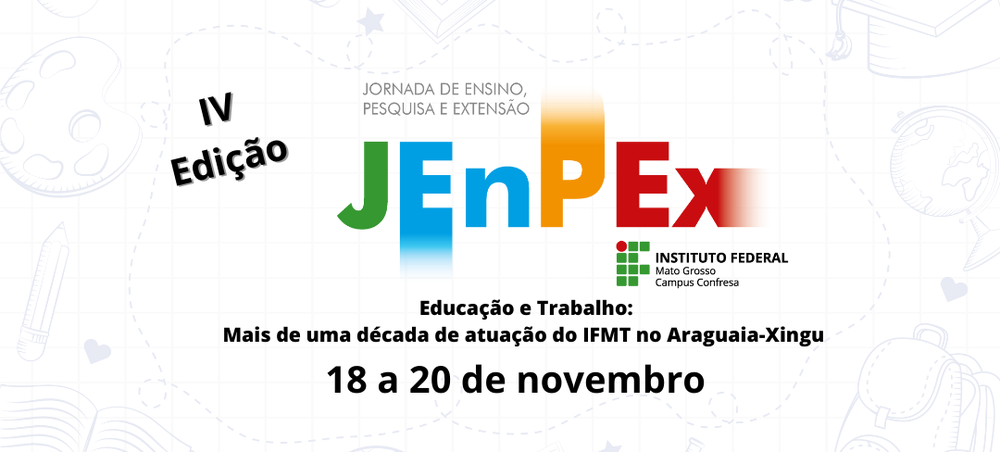 IV
Edição
JORNADA DE ENSINO,
PESQUISA E EXTENSÃO
JEnPEx
INSTITUTO FEDERAL
Mato Grosso
Campus Confresa
Educação e Trabalho:
Mais de uma década de atuação do IFMT no Araguaia-Xingu
18 a 20 de novembro